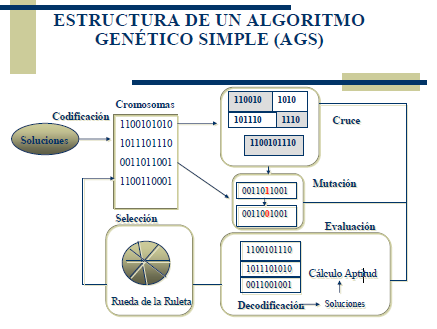 ESTRUCTURA DE UN ALGORITMO
GENÉTICO SIMPLE (AGS)
Codificación
Cromosomas
Soluciones
1100101010
1011101110
0011011001
1100110001
110010 1010
101110 1110
1100101110
Cruce
Mutación
0011011001
0011001001
Selección
Rueda de la Ruleta
Evaluación
1100101110
1011101010
0011001001
Cálculo Aptitud
Decodificación
Soluciones